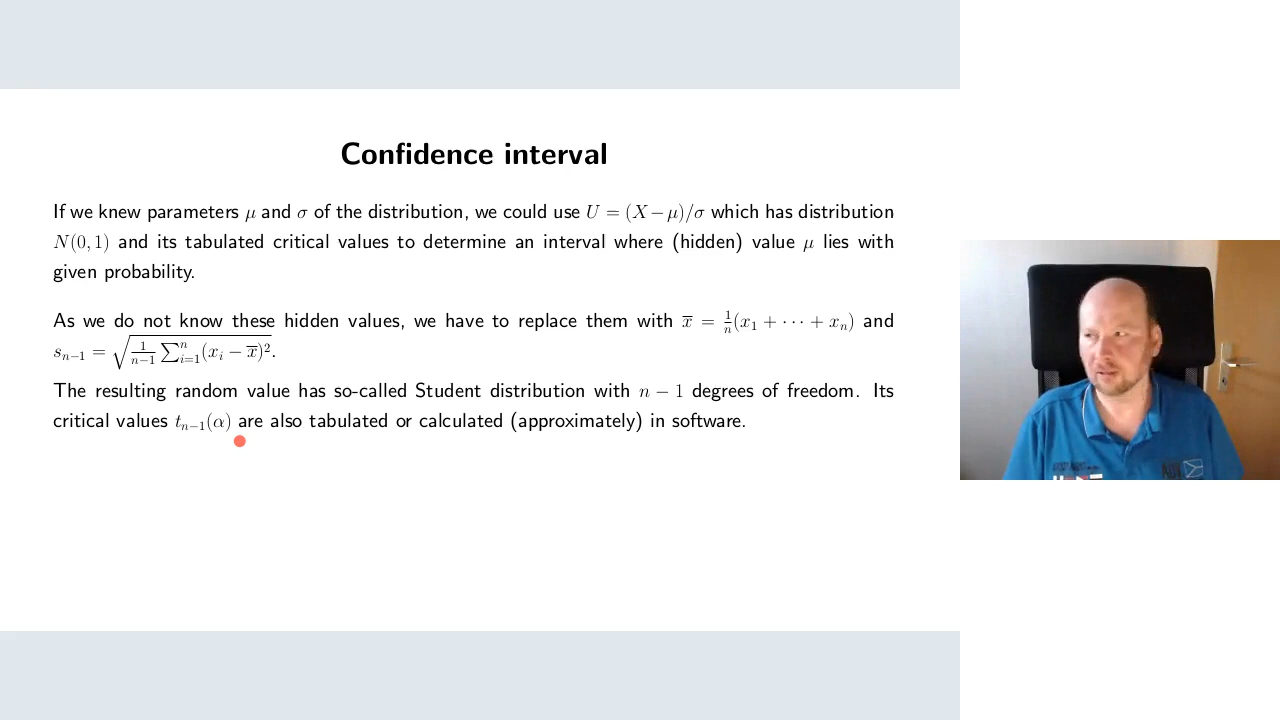 Confidence interval
If we knew parameters μ and σ of the distribution, we could use U = (X−μ)/σ which has distribution
N(0, 1) and its tabulated critical values to determine an interval where (hidden) value μ lies with
given probability.
As we do not know these hidden values, we have to replace them with x̅ = 1/n(x₁ + ··· + xₙ) and
sₙ₋₁ = √(1/(n−1) ∑ⁿᵢ₌₁(xᵢ − x̅)²).
The resulting random value has so-called Student distribution with n − 1 degrees of freedom. Its
critical values tₙ₋₁(α) are also tabulated or calculated (approximately) in software.